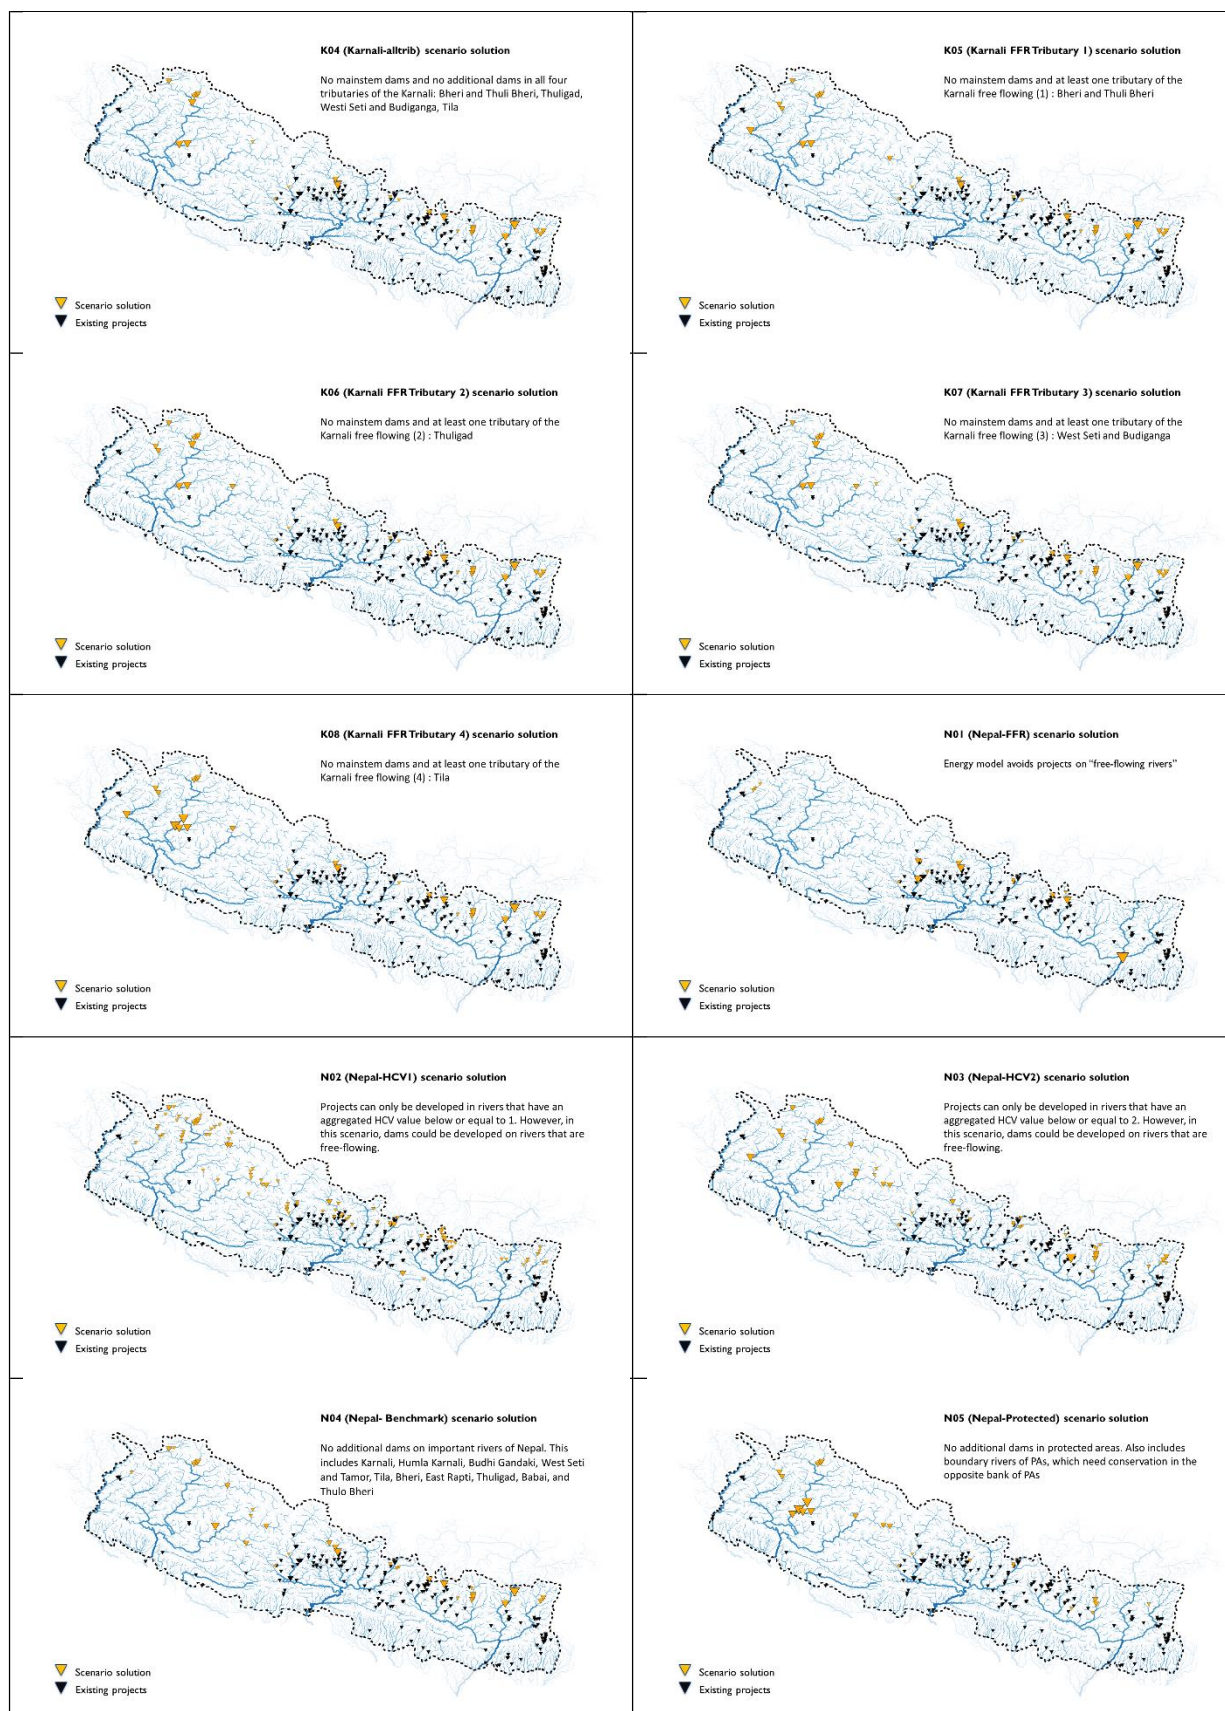 K04 (Karnali-alltrib) scenario solution
No mainstem dams and no additional dams in all four
tributaries of the Karnali: Bheri and Thuli Bheri, Thuligad,
Westi Seti and Budiganga, Tila
Scenario solution
Existing projects
K05 (Karnali FFR Tributary 1) scenario solution
No mainstem dams and at least one tributary of the
Karnali free flowing (1) : Bheri and Thuli Bheri
Scenario solution
Existing projects
K06 (Karnali FFR Tributary 2) scenario solution
No mainstem dams and at least one tributary of the
Karnali free flowing (2) : Thuligad
Scenario solution
Existing projects
K07 (Karnali FFR Tributary 3) scenario solution
No mainstem dams and at least one tributary of the
Karnali free flowing (3) : West Seti and Budiganga
Scenario solution
Existing projects
K08 (Karnali FFR Tributary 4) scenario solution
No mainstem dams and at least one tributary of the
Karnali free flowing (4) : Tila
Scenario solution
Existing projects
N01 (Nepal-FFR) scenario solution
Energy model avoids projects on "free-flowing rivers"
Scenario solution
Existing projects
N02 (Nepal-HCV1) scenario solution
Projects can only be developed in rivers that have an
aggregated HCV value below or equal to 1. However, in
this scenario, dams could be developed on rivers that are
free-flowing.
Scenario solution
Existing projects
N03 (Nepal-HCV2) scenario solution
Projects can only be developed in rivers that have an
aggregated HCV value below or equal to 2. However, in
this scenario, dams could be developed on rivers that are
free-flowing.
Scenario solution
Existing projects
N04 (Nepal- Benchmark) scenario solution
No additional dams on important rivers of Nepal. This
includes Karnali, Humla Karnali, Budhi Gandaki, West Seti
and Tamor, Tila, Bheri, East Rapti, Thuligad, Babai, and
Thulo Bheri
Scenario solution
Existing projects
N05 (Nepal-Protected) scenario solution
No additional dams in protected areas. Also includes
boundary rivers of PAs, which need conservation in the
opposite bank of PAs
Scenario solution
Existing projects